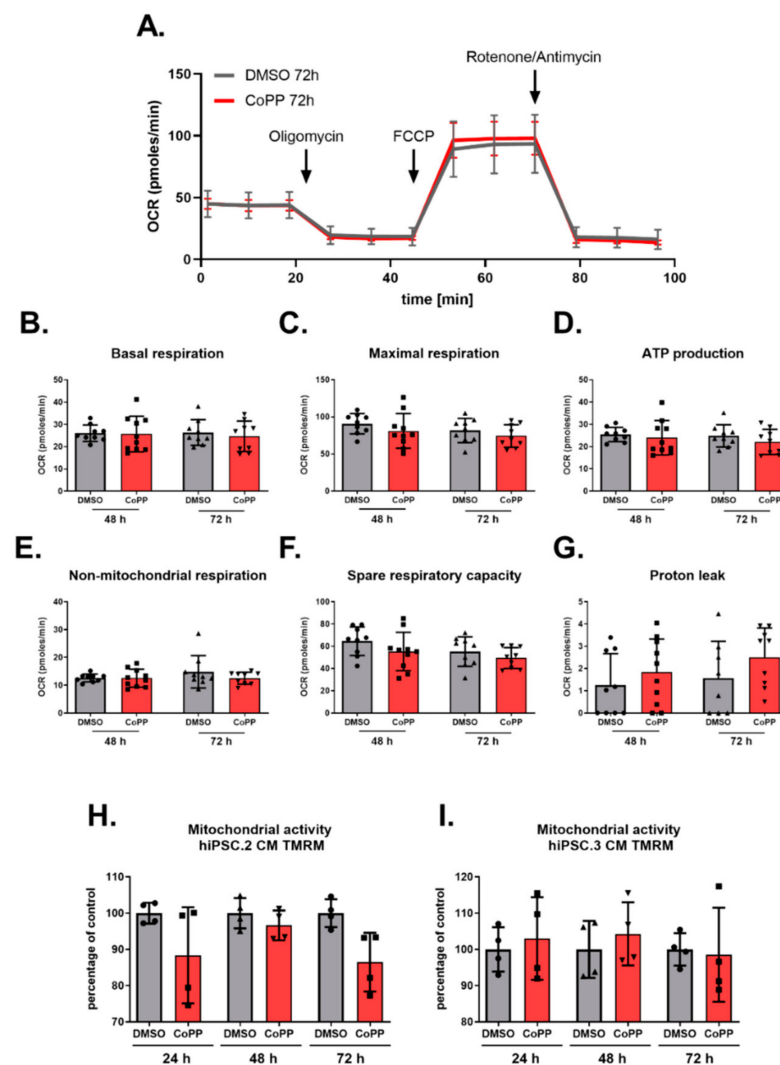 A.
Rotenone/Antimycin
150
DMSO 72h
CoPP 72h
Oligomycin
FCCP
100
50
0
OCR (pmoles/min)
0 20 40 60 80 100
time [min]
B. C. D.
Basal respiration Maximal respiration ATP production
OCR (pmoles/min) OCR (pmoles/min) OCR (pmoles/min)
50 150 50
40 40
30 100 30
20 50 20
10 10
0 0 0
DMSO CoPP DMSO CoPP DMSO CoPP DMSO CoPP DMSO CoPP DMSO CoPP
48 h 72 h 48 h 72 h 48 h 72 h
E. F. G.
Non-mitochondrial respiration Spare respiratory capacity Proton leak
OCR (pmoles/min) OCR (pmoles/min) OCR (pmoles/min)
40 100 5
30 80 4
20 60 3
10 40 2
20 1
0 0 0
DMSO CoPP DMSO CoPP DMSO CoPP DMSO CoPP DMSO CoPP DMSO CoPP
48 h 72 h 48 h 72 h 48 h 72 h
H. I.
Mitochondrial activity Mitochondrial activity
hiPSC.2 CM TMRM hiPSC.3 CM TMRM
percentage of control percentage of control
110 120
100 110
90 100
80 90
70 80
DMSO CoPP DMSO CoPP DMSO CoPP DMSO CoPP DMSO CoPP DMSO CoPP
24 h 48 h 72 h 24 h 48 h 72 h